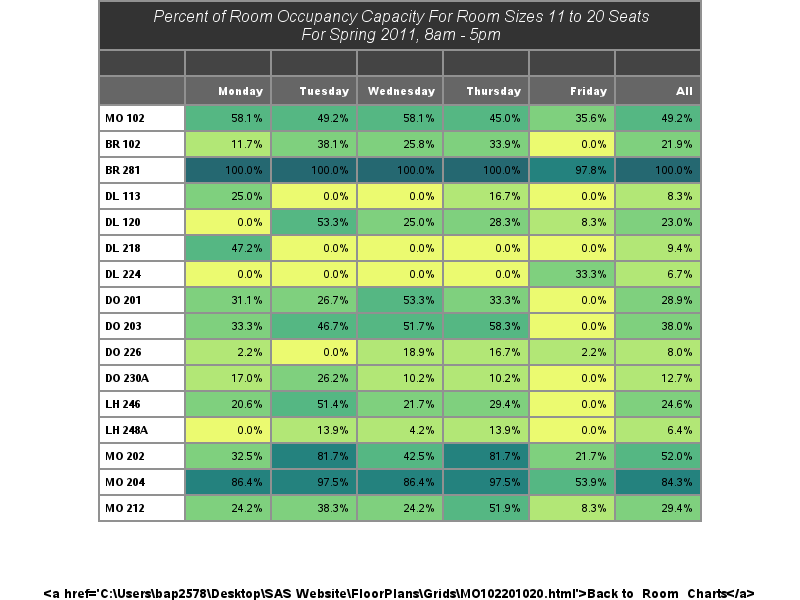 Percent of Room Occupancy Capacity For Room Sizes 11 to 20 Seats
For Spring 2011, 8am - 5pm
Monday Tuesday Wednesday Thursday Friday All
MO 102 58.1% 49.2% 58.1% 45.0% 35.6% 49.2%
BR 102 11.7% 38.1% 25.8% 33.9% 0.0% 21.9%
BR 281 100.0% 100.0% 100.0% 100.0% 97.8% 100.0%
DL 113 25.0% 0.0% 0.0% 16.7% 0.0% 8.3%
DL 120 0.0% 53.3% 25.0% 28.3% 8.3% 23.0%
DL 218 47.2% 0.0% 0.0% 0.0% 0.0% 9.4%
DL 224 0.0% 0.0% 0.0% 0.0% 33.3% 6.7%
DO 201 31.1% 26.7% 53.3% 33.3% 0.0% 28.9%
DO 203 33.3% 46.7% 51.7% 58.3% 0.0% 38.0%
DO 226 2.2% 0.0% 18.9% 16.7% 2.2% 8.0%
DO 230A 17.0% 26.2% 10.2% 10.2% 0.0% 12.7%
LH 246 20.6% 51.4% 21.7% 29.4% 0.0% 24.6%
LH 248A 0.0% 13.9% 4.2% 13.9% 0.0% 6.4%
MO 202 32.5% 81.7% 42.5% 81.7% 21.7% 52.0%
MO 204 86.4% 97.5% 86.4% 97.5% 53.9% 84.3%
MO 212 24.2% 38.3% 24.2% 51.9% 8.3% 29.4%
<a href='C:\Users\bap2578\Desktop\SAS Website\FloorPlans\Grids\MO102201020.html'>Back to Room Charts</a>